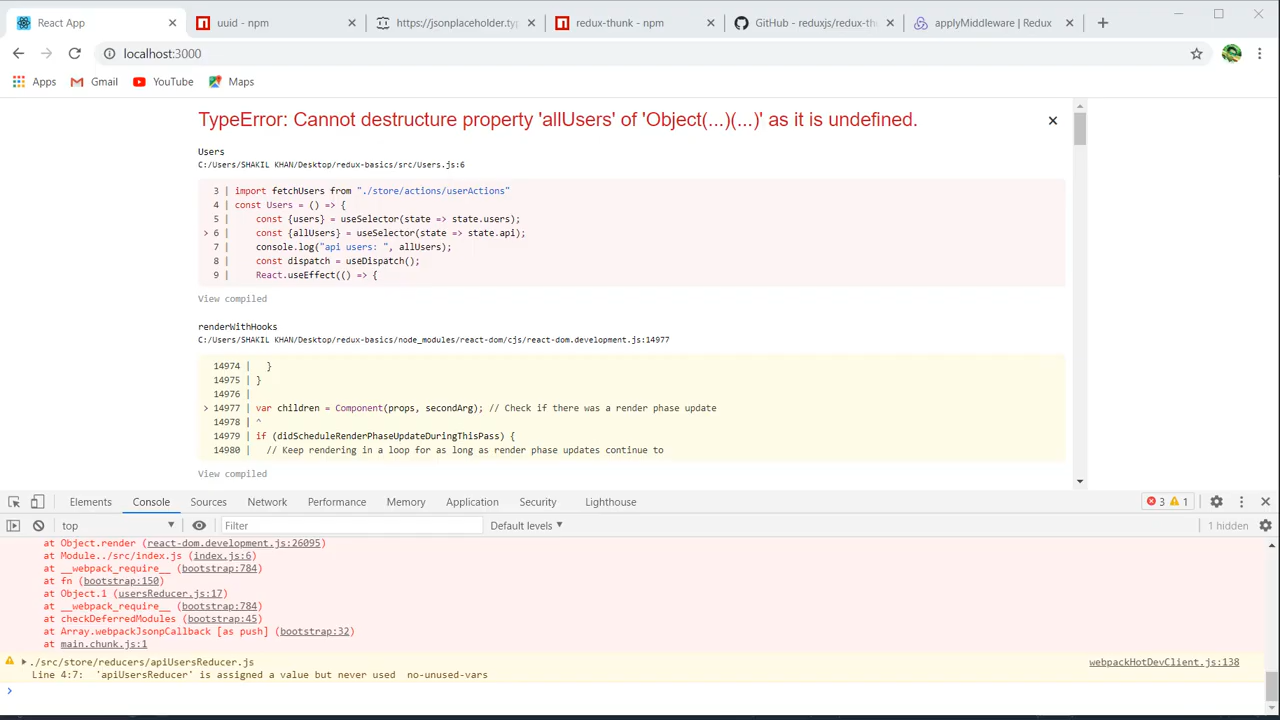 React App
uuid - npm
https://jsonplaceholder.typ
redux-thunk - npm
GitHub - reduxjs/redux-thu
applyMiddleware | Redux
localhost:3000
Apps
Gmail
YouTube
Maps
TypeError: Cannot destructure property 'allUsers' of 'Object(...)(...)' as it is undefined.
Users
C:/Users/SHAKIL KHAN/Desktop/redux-basics/src/Users.js:6
3 | import fetchUsers from "./store/actions/userActions"
4 | const Users = () => {
5 | const {users} = useSelector(state => state.users);
> 6 | const {allUsers} = useSelector(state => state.api);
7 | console.log("api users: ", allUsers);
8 | const dispatch = useDispatch();
9 | React.useEffect(() => {
View compiled
renderWithHooks
C:/Users/SHAKIL KHAN/Desktop/redux-basics/node_modules/react-dom/cjs/react-dom.development.js:14977
14974 | }
14975 | }
14976 |
> 14977 | var children = Component(props, secondArg); // Check if there was a render phase update
14978 | ^
14979 | if (didScheduleRenderPhaseUpdateDuringThisPass) {
14980 | // Keep rendering in a loop for as long as render phase updates continue to
View compiled
Elements Console Sources Network Performance Memory Application Security Lighthouse 3 1
top Filter Default levels 1 hidden
at Object.render (react-dom.development.js:26095)
at Module../src/index.js (index.js:6)
at __webpack_require__ (bootstrap:784)
at fn (bootstrap:150)
at Object.1 (usersReducer.js:17)
at __webpack_require__ (bootstrap:784)
at checkDeferredModules (bootstrap:45)
at Array.webpackJsonpCallback [as push] (bootstrap:32)
at main.chunk.js:1
./src/store/reducers/apiUsersReducer.js webpackHotDevClient.js:138
Line 4:7: 'apiUsersReducer' is assigned a value but never used no-unused-vars